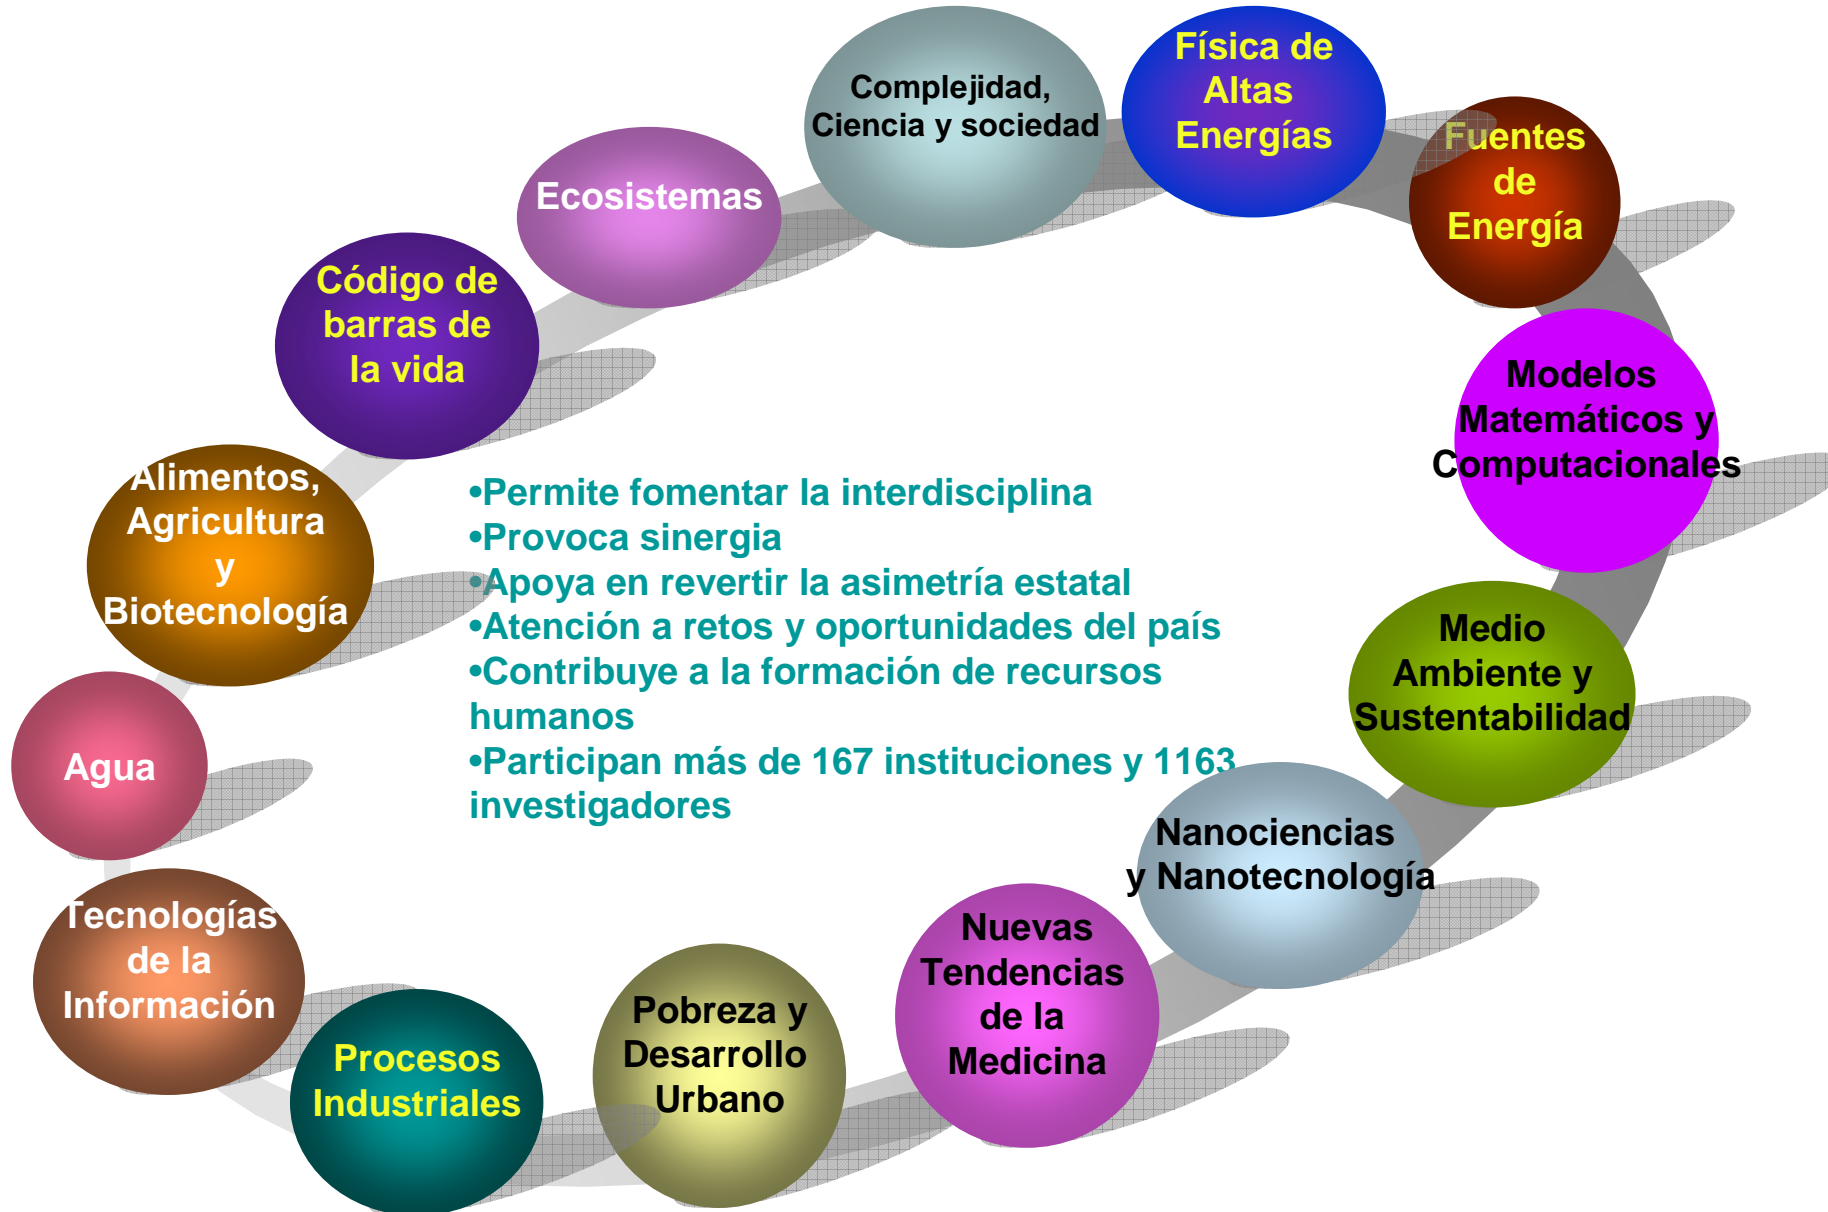 Física de
Altas
Energías
Complejidad,
Ciencia y sociedad
Fuentes
de
Energía
Ecosistemas
Código de
barras de
la vida
Modelos
Matemáticos y
Computacionales
Alimentos,
Agricultura
y
Biotecnología
•Permite fomentar la interdisciplina
•Provoca sinergia
•Apoya en revertir la asimetría estatal
•Atención a retos y oportunidades del país
•Contribuye a la formación de recursos
humanos
•Participan más de 167 instituciones y 1163
investigadores
Medio
Ambiente y
Sustentabilidad
Agua
Nanociencias
y Nanotecnología
Tecnologías
de la
Información
Nuevas
Tendencias
de la
Medicina
Pobreza y
Desarrollo
Urbano
Procesos
Industriales